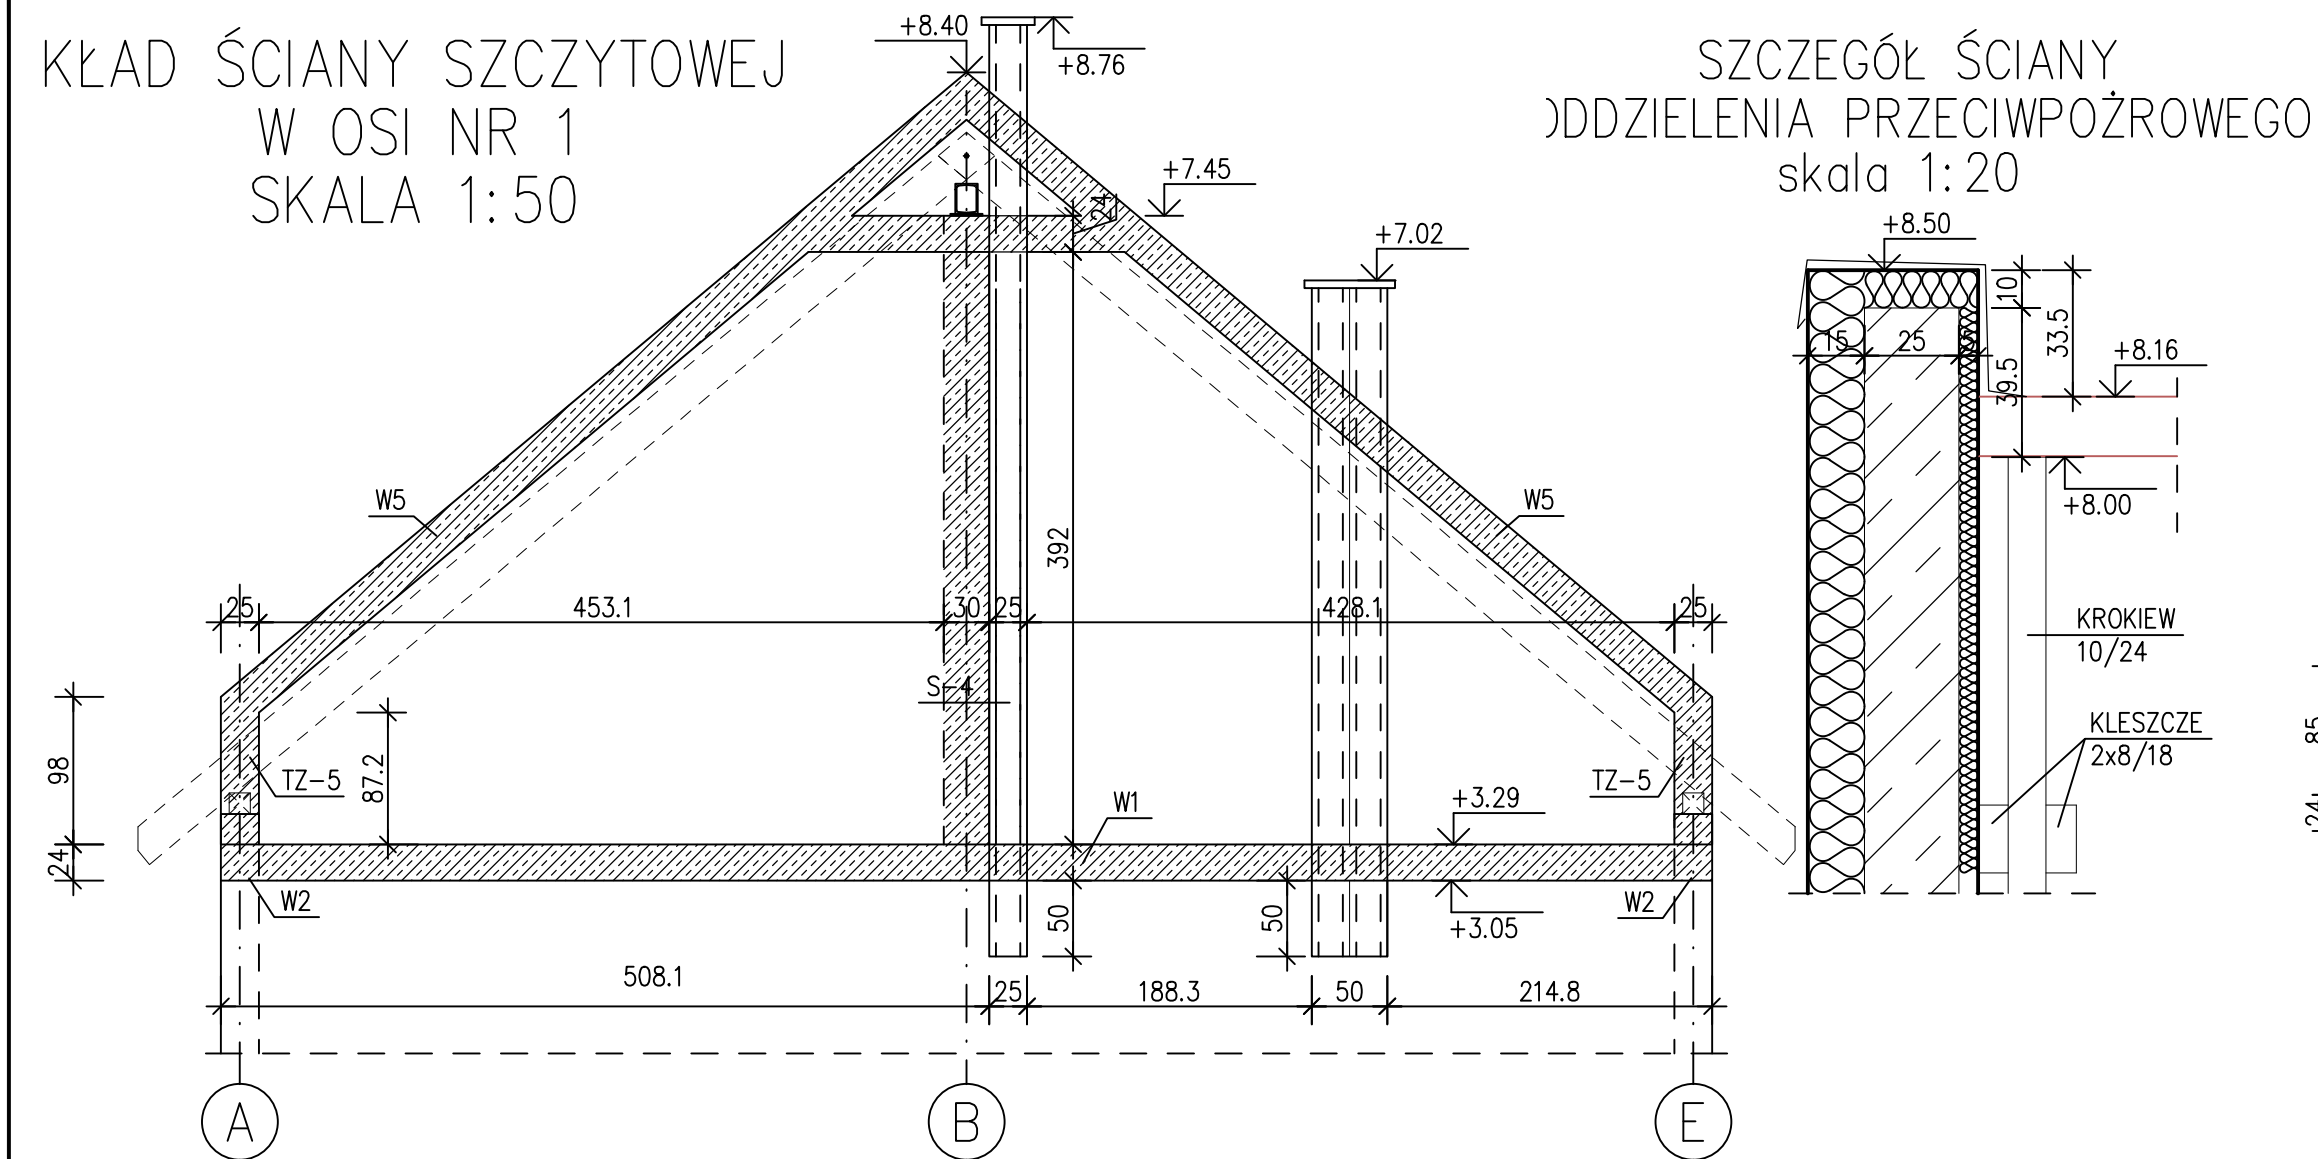 KŁAD ŚCIANY SZCZYTOWEJ
W OSI NR 1
SKALA 1:50
+8.40
+8.76
+7.45
24
+7.02
W5
W5
392
25
453.1
30
25
428.1
25
S-4
98
24
87.2
TZ-5
TZ-5
W1
+3.29
W2
W2
50
50
+3.05
508.1
25
188.3
50
214.8
A
B
E
SZCZEGÓŁ ŚCIANY
ODDZIELENIA PRZECIWPOŻROWEGO
skala 1:20
+8.50
10
33.5
15
25
5
39.5
+8.16
+8.00
KROKIEW
10/24
KLESZCZE
2x8/18
85
24